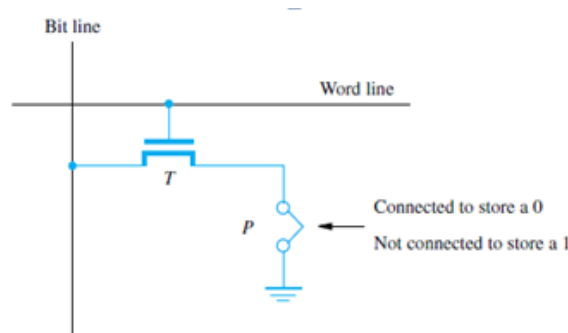 Bit line
Word line
T
P
Connected to store a 0
Not connected to store a 1